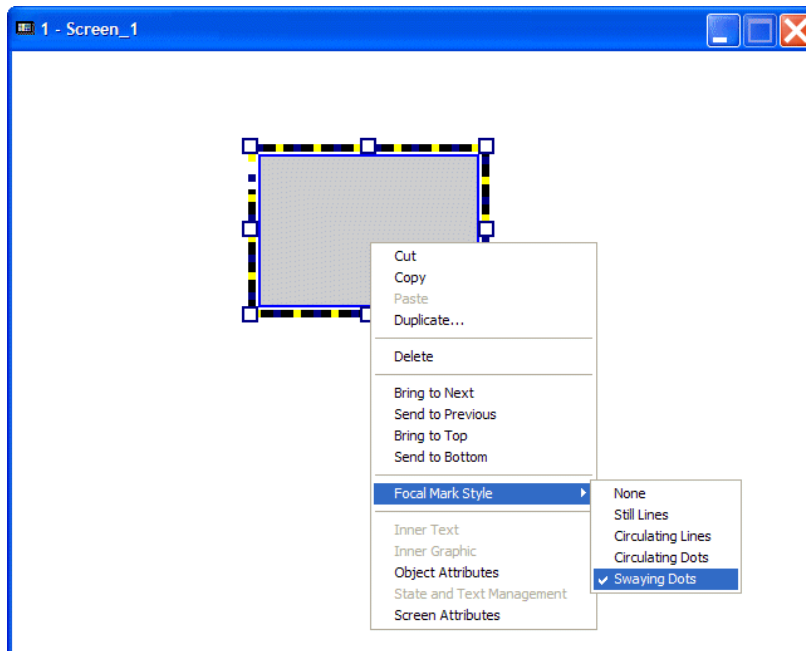 1 - Screen_1
Cut
Copy
Paste
Duplicate...
Delete
Bring to Next
Send to Previous
Bring to Top
Send to Bottom
Focal Mark Style
None
Still Lines
Circulating Lines
Circulating Dots
Swaying Dots
Inner Text
Inner Graphic
Object Attributes
State and Text Management
Screen Attributes